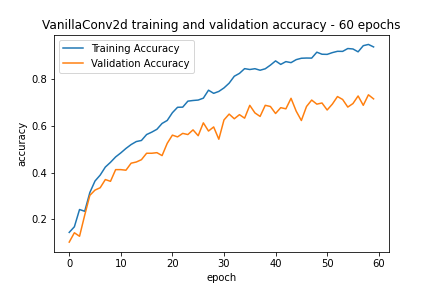 VanillaConv2d training and validation accuracy - 60 epochs
Training Accuracy
Validation Accuracy
accuracy
0.8
0.6
0.4
0.2
0 10 20 30 40 50 60
epoch